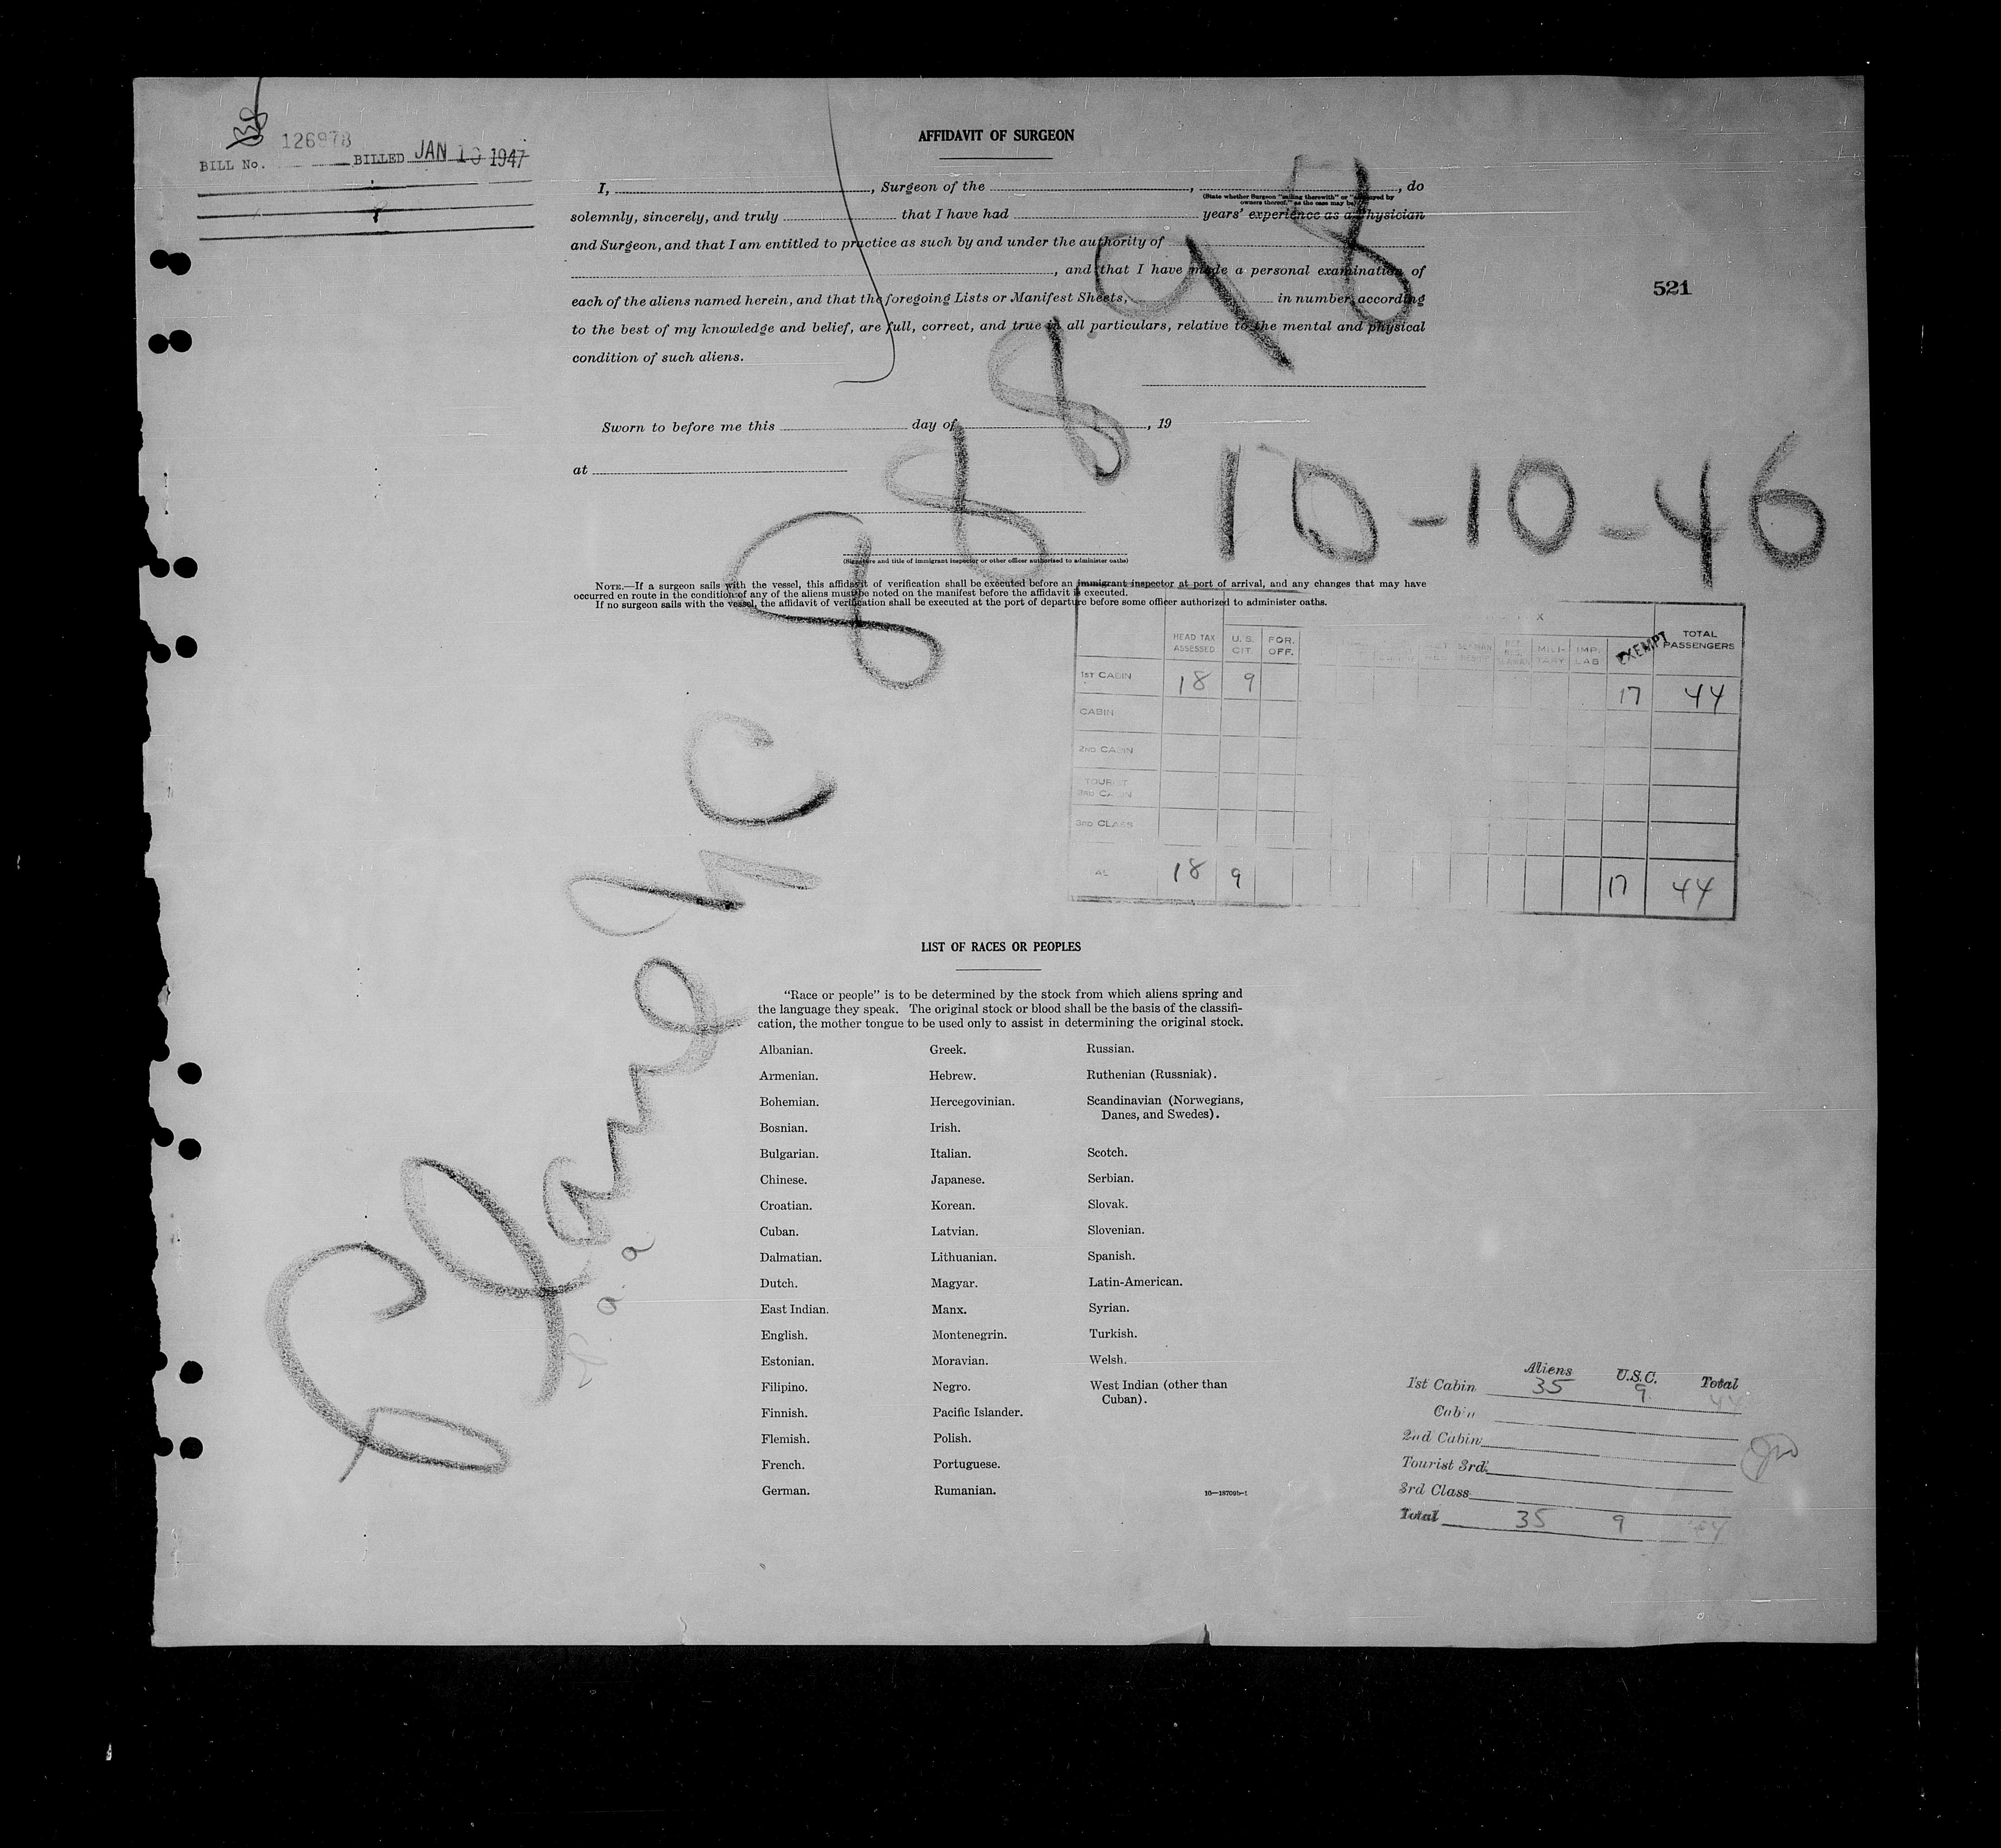 126978
BILL No. BILLED JAN 10 1947
AFFIDAVIT OF SURGEON
I, , Surgeon of the , , do
(State whether Surgeon "sailing therewith" or "employed by
owners thereof," as the case may be)
solemnly, sincerely, and truly that I have had years' experience as a Physician
and Surgeon, and that I am entitled to practice as such by and under the authority of
, and that I have made a personal examination of
each of the aliens named herein, and that the foregoing Lists or Manifest Sheets, in number, according
to the best of my knowledge and belief, are full, correct, and true in all particulars, relative to the mental and physical
condition of such aliens.
521
Sworn to before me this day of , 19
at
10-10-46
Plane NC 88898
(Signature and title of immigrant inspector or other officer authorized to administer oaths)
NOTE.—If a surgeon sails with the vessel, this affidavit of verification shall be executed before an immigrant inspector at port of arrival, and any changes that may have
occurred en route in the condition of any of the aliens must be noted on the manifest before the affidavit is executed.
If no surgeon sails with the vessel, the affidavit of verification shall be executed at the port of departure before some officer authorized to administer oaths.
HEAD TAX ASSESSED U. S. CIT. FOR. OFF. MILI-TARY IMP. LAB EXEMPT TOTAL PASSENGERS
1ST CABIN 18 9 17 44
CABIN
2ND CABIN
TOURIST
3RD CABIN
3RD CLASS
AL 18 9 17 44
LIST OF RACES OR PEOPLES
"Race or people" is to be determined by the stock from which aliens spring and
the language they speak. The original stock or blood shall be the basis of the classifi-
cation, the mother tongue to be used only to assist in determining the original stock.
Albanian. Greek. Russian.
Armenian. Hebrew. Ruthenian (Russniak).
Bohemian. Hercegovinian. Scandinavian (Norwegians,
Danes, and Swedes).
Bosnian. Irish.
Bulgarian. Italian. Scotch.
Chinese. Japanese. Serbian.
Croatian. Korean. Slovak.
Cuban. Latvian. Slovenian.
Dalmatian. Lithuanian. Spanish.
Dutch. Magyar. Latin-American.
East Indian. Manx. Syrian.
English. Montenegrin. Turkish.
Estonian. Moravian. Welsh.
Filipino. Negro. West Indian (other than
Cuban).
Finnish. Pacific Islander.
Flemish. Polish.
French. Portuguese.
German. Rumanian.
16—18709b-1
Aliens U.S.C. Total
1st Cabin 35 9 44
Cabin
2nd Cabin
Tourist 3rd
3rd Class
Total 35 9 44